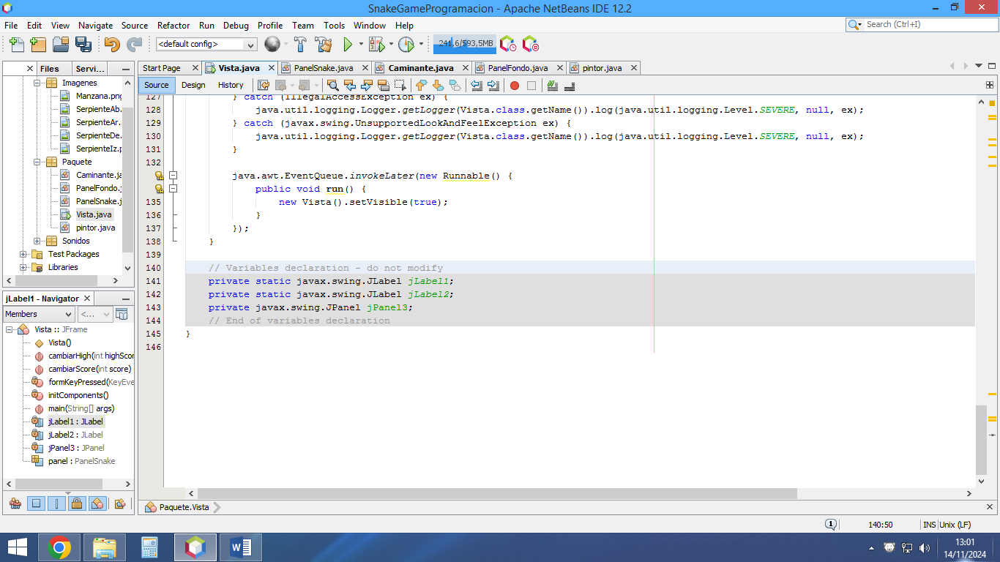 SnakeGameProgramacion - Apache NetBeans IDE 12.2
File Edit View Navigate Source Refactor Run Debug Profile Team Tools Window Help
Search (Ctrl+I)
<default config>
241,6/593,5MB
Files Servi...
Start Page Vista.java PanelSnake.java Caminante.java PanelFondo.java pintor.java
Source Design History
Imagenes
Manzana.png
SerpienteAb.
SerpienteAr.
SerpienteDe.
SerpienteIz.p
Paquete
Caminante.ja
PanelFondo.j
PanelSnake.j
Vista.java
pintor.java
Sonidos
Test Packages
Libraries
127 } catch (IllegalAccessException ex) {
128 java.util.logging.Logger.getLogger(Vista.class.getName()).log(java.util.logging.Level.SEVERE, null, ex);
129 } catch (javax.swing.UnsupportedLookAndFeelException ex) {
130 java.util.logging.Logger.getLogger(Vista.class.getName()).log(java.util.logging.Level.SEVERE, null, ex);
131 }
132
java.awt.EventQueue.invokeLater(new Runnable() {
public void run() {
135 new Vista().setVisible(true);
136 }
137 });
138 }
139
140 // Variables declaration - do not modify
141 private static javax.swing.JLabel jLabel1;
142 private static javax.swing.JLabel jLabel2;
143 private javax.swing.JPanel jPanel3;
144 // End of variables declaration
145 }
146
jLabel1 - Navigator
Members <...
Vista :: JFrame
Vista()
cambiarHigh(int highScor
cambiarScore(int score)
formKeyPressed(KeyEve
initComponents()
main(String[] args)
jLabel1 : JLabel
jLabel2 : JLabel
jPanel3 : JPanel
panel : PanelSnake
Paquete.Vista
1 140:50 INS Unix (LF)
13:01
14/11/2024